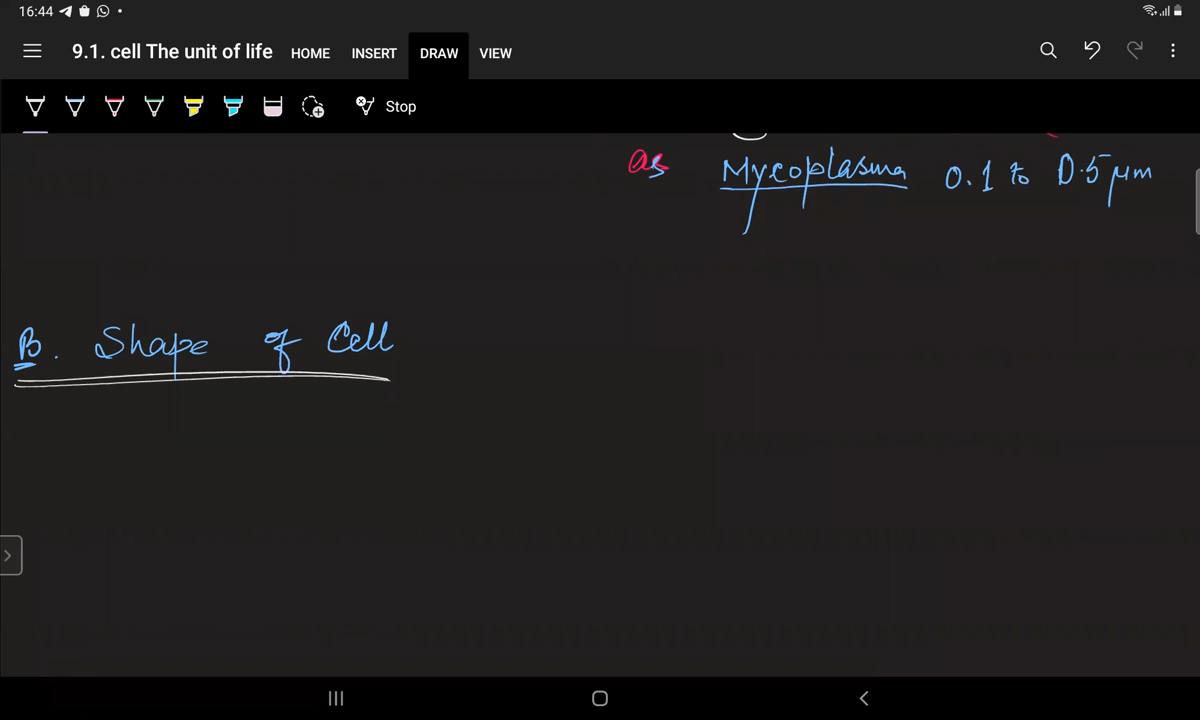 16:44
9.1. cell The unit of life HOME INSERT DRAW VIEW
Stop
as Mycoplasma 0.1 to 0.5 μm
B. Shape of Cell